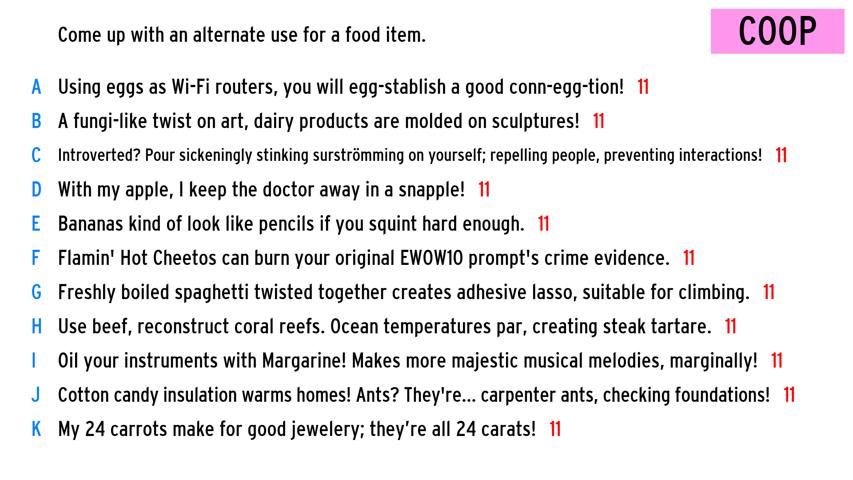 Come up with an alternate use for a food item.
COOP
A Using eggs as Wi-Fi routers, you will egg-stablish a good conn-egg-tion! 11
B A fungi-like twist on art, dairy products are molded on sculptures! 11
C Introverted? Pour sickeningly stinking surströmming on yourself; repelling people, preventing interactions! 11
D With my apple, I keep the doctor away in a snapple! 11
E Bananas kind of look like pencils if you squint hard enough. 11
F Flamin' Hot Cheetos can burn your original EWOW10 prompt's crime evidence. 11
G Freshly boiled spaghetti twisted together creates adhesive lasso, suitable for climbing. 11
H Use beef, reconstruct coral reefs. Ocean temperatures par, creating steak tartare. 11
I Oil your instruments with Margarine! Makes more majestic musical melodies, marginally! 11
J Cotton candy insulation warms homes! Ants? They're... carpenter ants, checking foundations! 11
K My 24 carrots make for good jewelery; they’re all 24 carats! 11